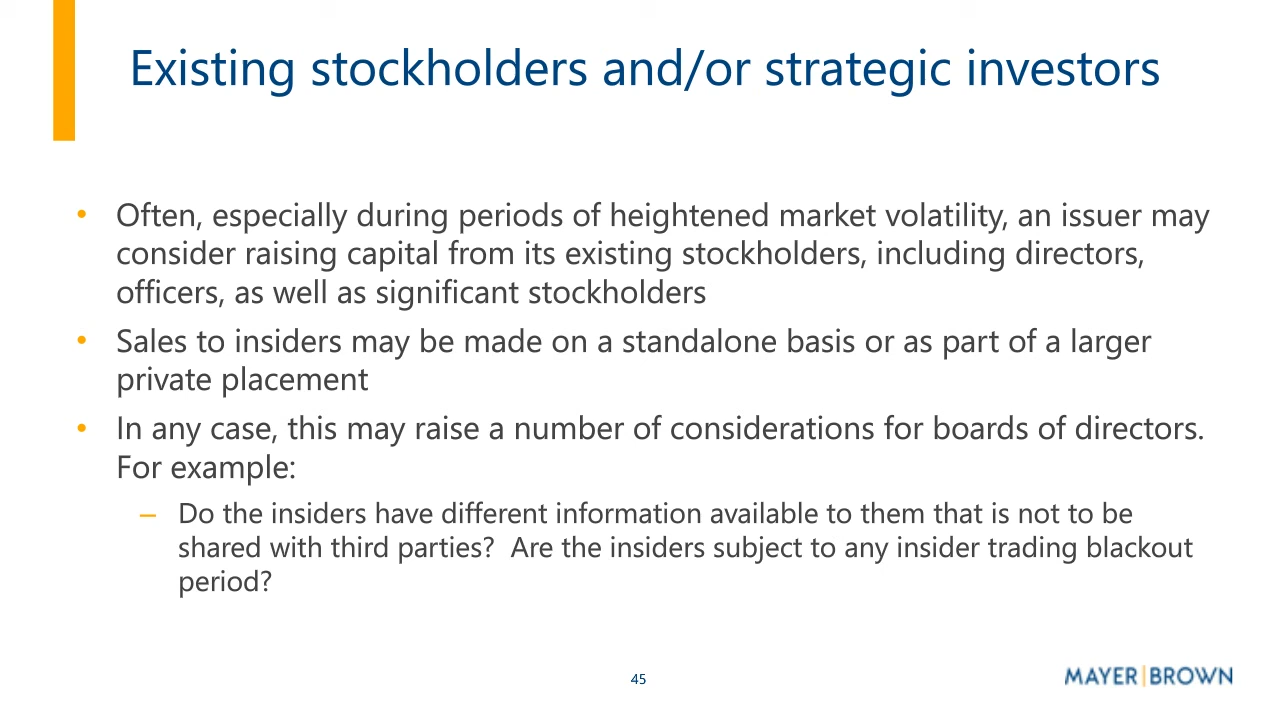 Existing stockholders and/or strategic investors
• Often, especially during periods of heightened market volatility, an issuer may
consider raising capital from its existing stockholders, including directors,
officers, as well as significant stockholders
• Sales to insiders may be made on a standalone basis or as part of a larger
private placement
• In any case, this may raise a number of considerations for boards of directors.
For example:
– Do the insiders have different information available to them that is not to be
shared with third parties?  Are the insiders subject to any insider trading blackout
period?
45
MAYER|BROWN